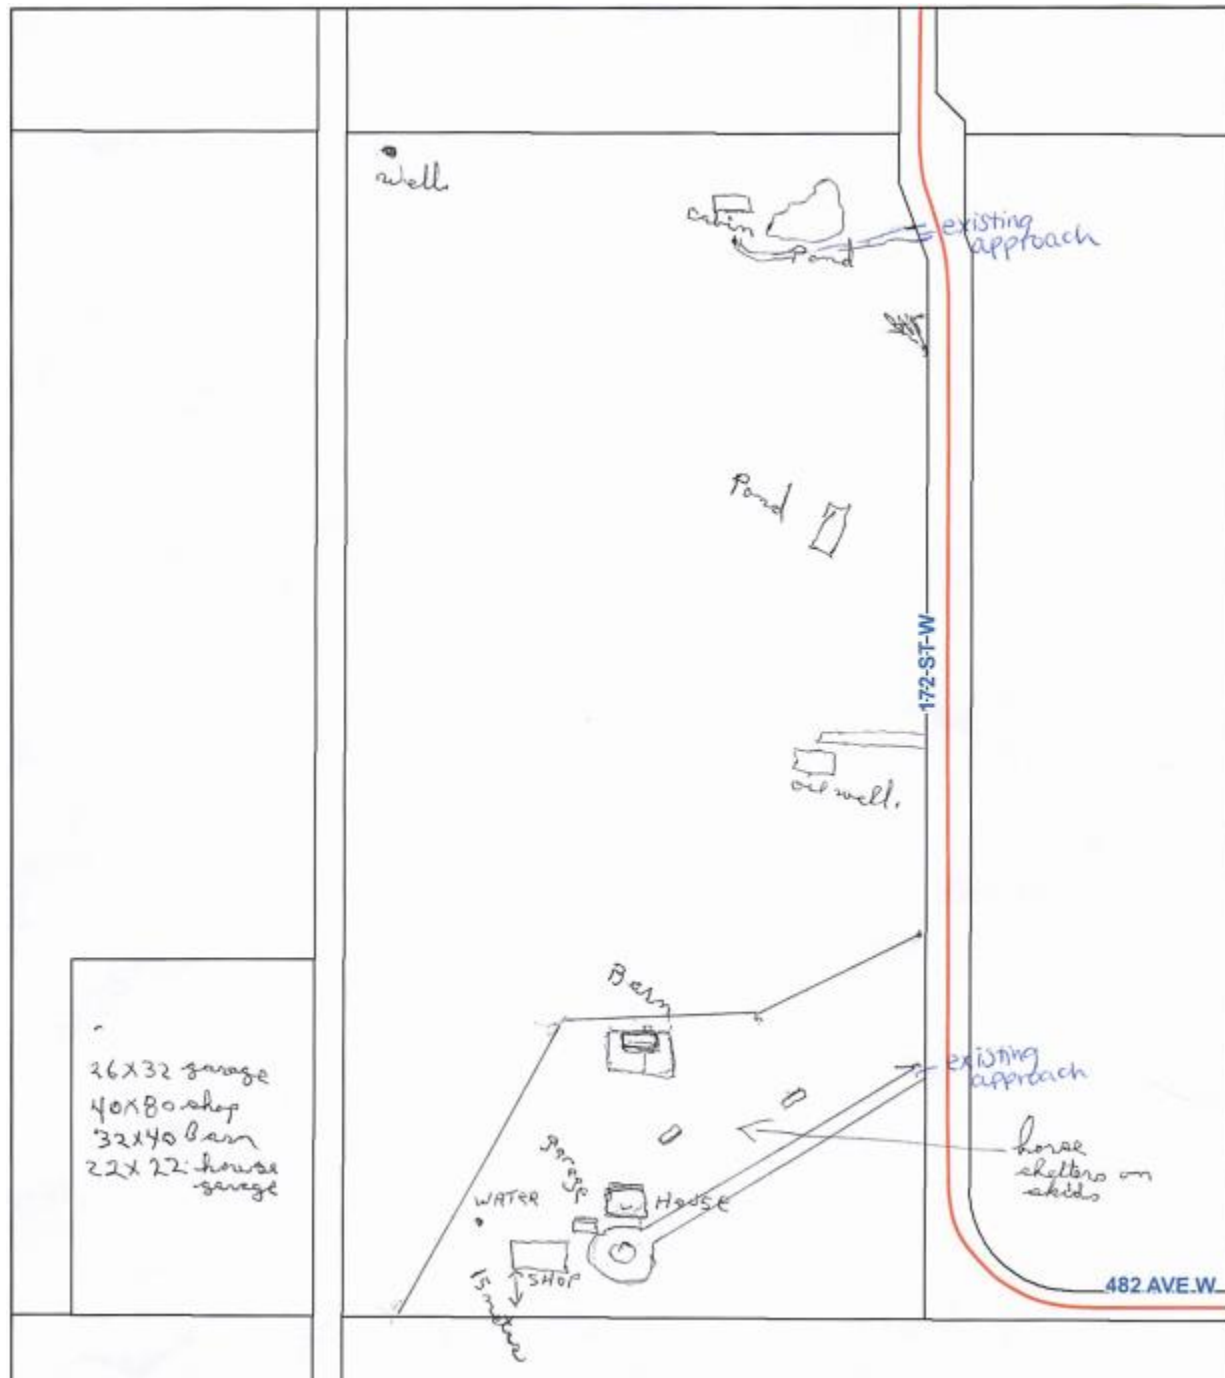 well
cabin
Pond
existing
approach
Pond
172 ST W
oil well.
Barn
26X32 garage
40X80 shop
32X40 Barn
22X22 house
garage
existing
approach
horse
shelters on
skids
garage
HOUSE
WATER
SHOP
15 meters
482 AVE W